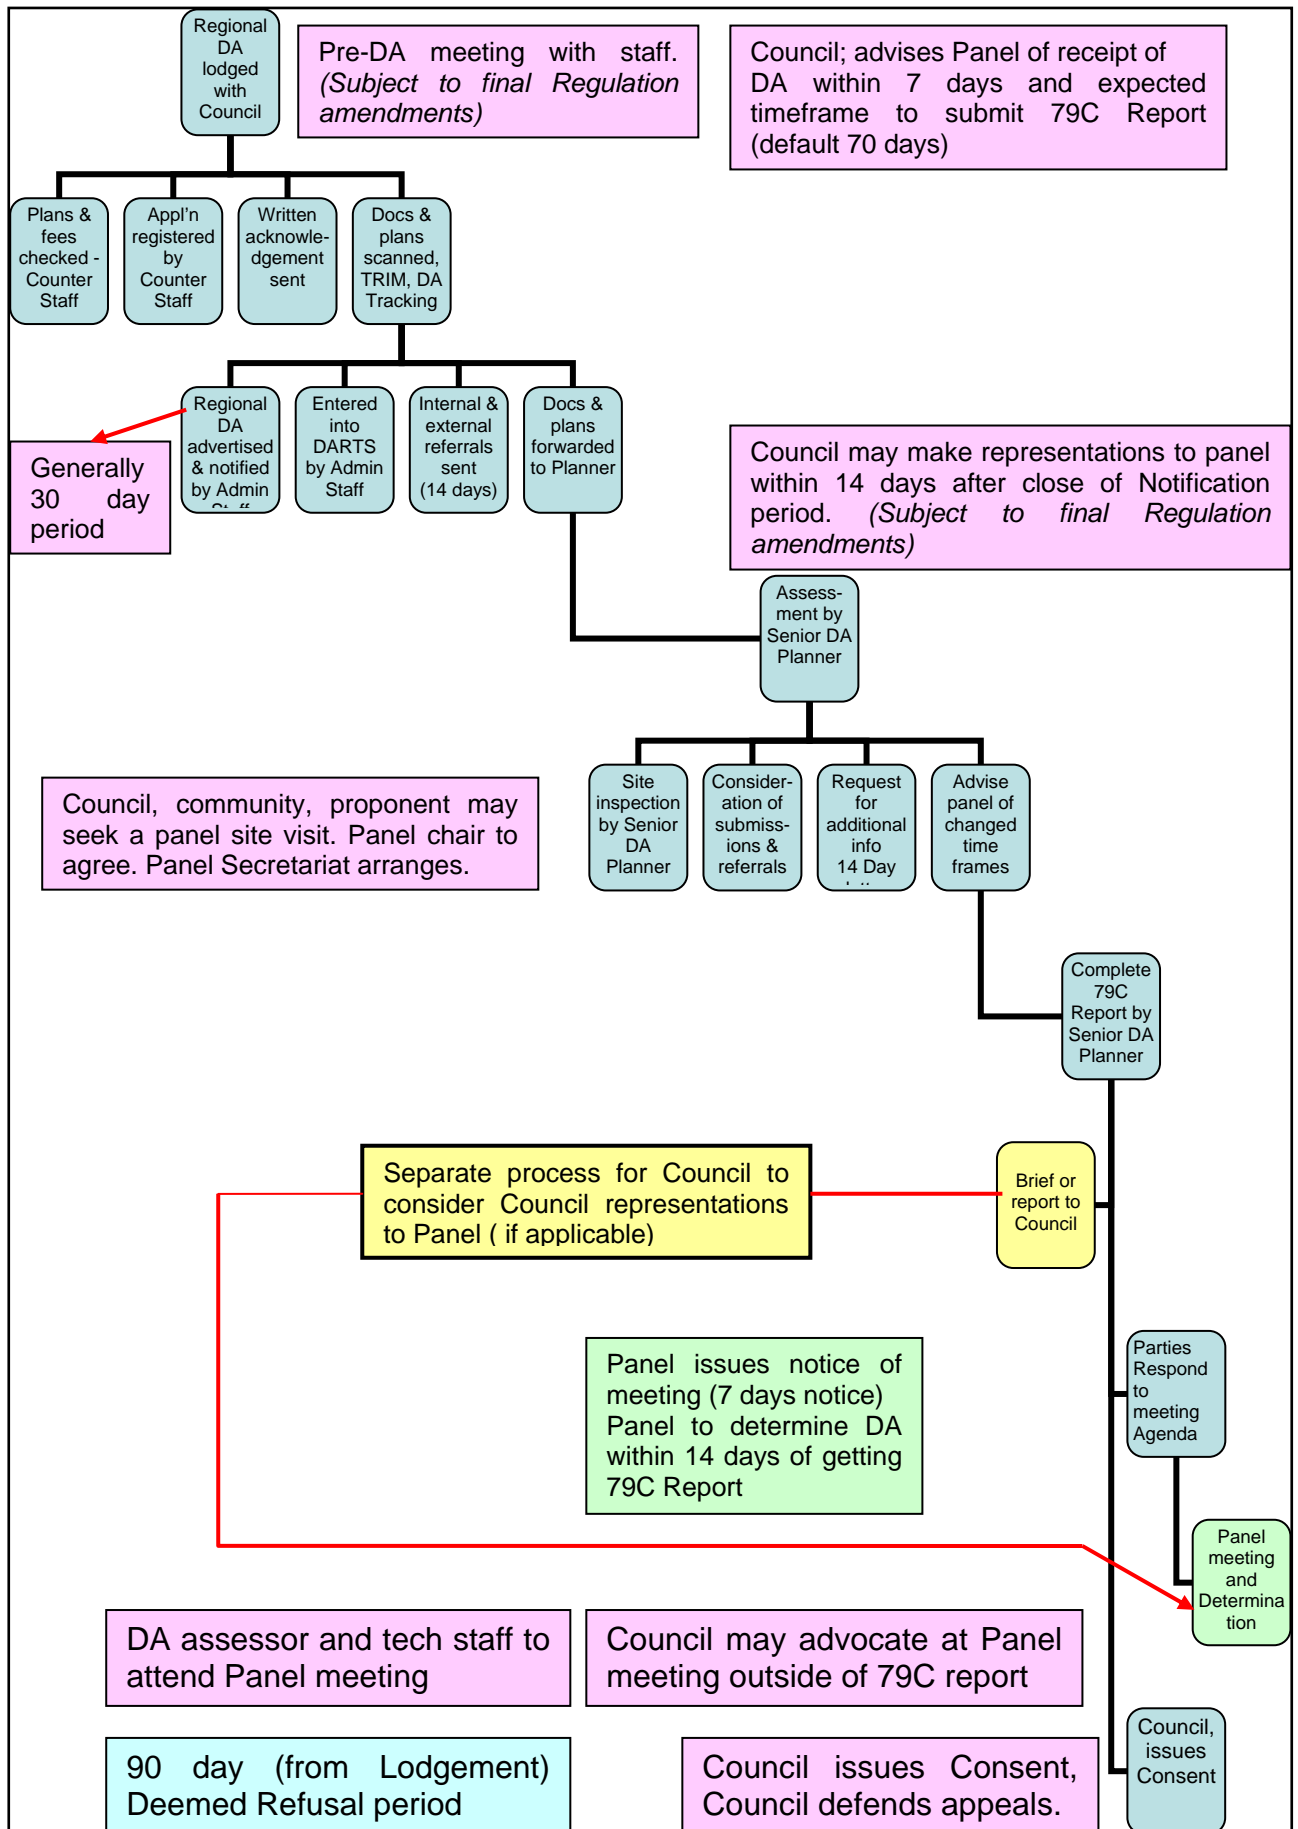 Regional
DA
lodged
with
Council
Pre-DA meeting with staff.
(Subject to final Regulation
amendments)
Council; advises Panel of receipt of
DA within 7 days and expected
timeframe to submit 79C Report
(default 70 days)
Plans &
fees
checked -
Counter
Staff
Appl'n
registered
by
Counter
Staff
Written
acknowle-
dgement
sent
Docs &
plans
scanned,
TRIM, DA
Tracking
Regional
DA
advertised
& notified
by Admin
Staff
Entered
into
DARTS
by Admin
Staff
Internal &
external
referrals
sent
(14 days)
Docs &
plans
forwarded
to Planner
Generally
30 day
period
Council may make representations to panel
within 14 days after close of Notification
period. (Subject to final Regulation
amendments)
Assess-
ment by
Senior DA
Planner
Site
inspection
by Senior
DA
Planner
Consider-
ation of
submiss-
ions &
referrals
Request
for
additional
info
14 Day
Advise
panel of
changed
time
frames
Council, community, proponent may
seek a panel site visit. Panel chair to
agree. Panel Secretariat arranges.
Complete
79C
Report by
Senior DA
Planner
Separate process for Council to
consider Council representations
to Panel ( if applicable)
Brief or
report to
Council
Panel issues notice of
meeting (7 days notice)
Panel to determine DA
within 14 days of getting
79C Report
Parties
Respond
to
meeting
Agenda
Panel
meeting
and
Determina
tion
DA assessor and tech staff to
attend Panel meeting
Council may advocate at Panel
meeting outside of 79C report
90 day (from Lodgement)
Deemed Refusal period
Council issues Consent,
Council defends appeals.
Council,
issues
Consent